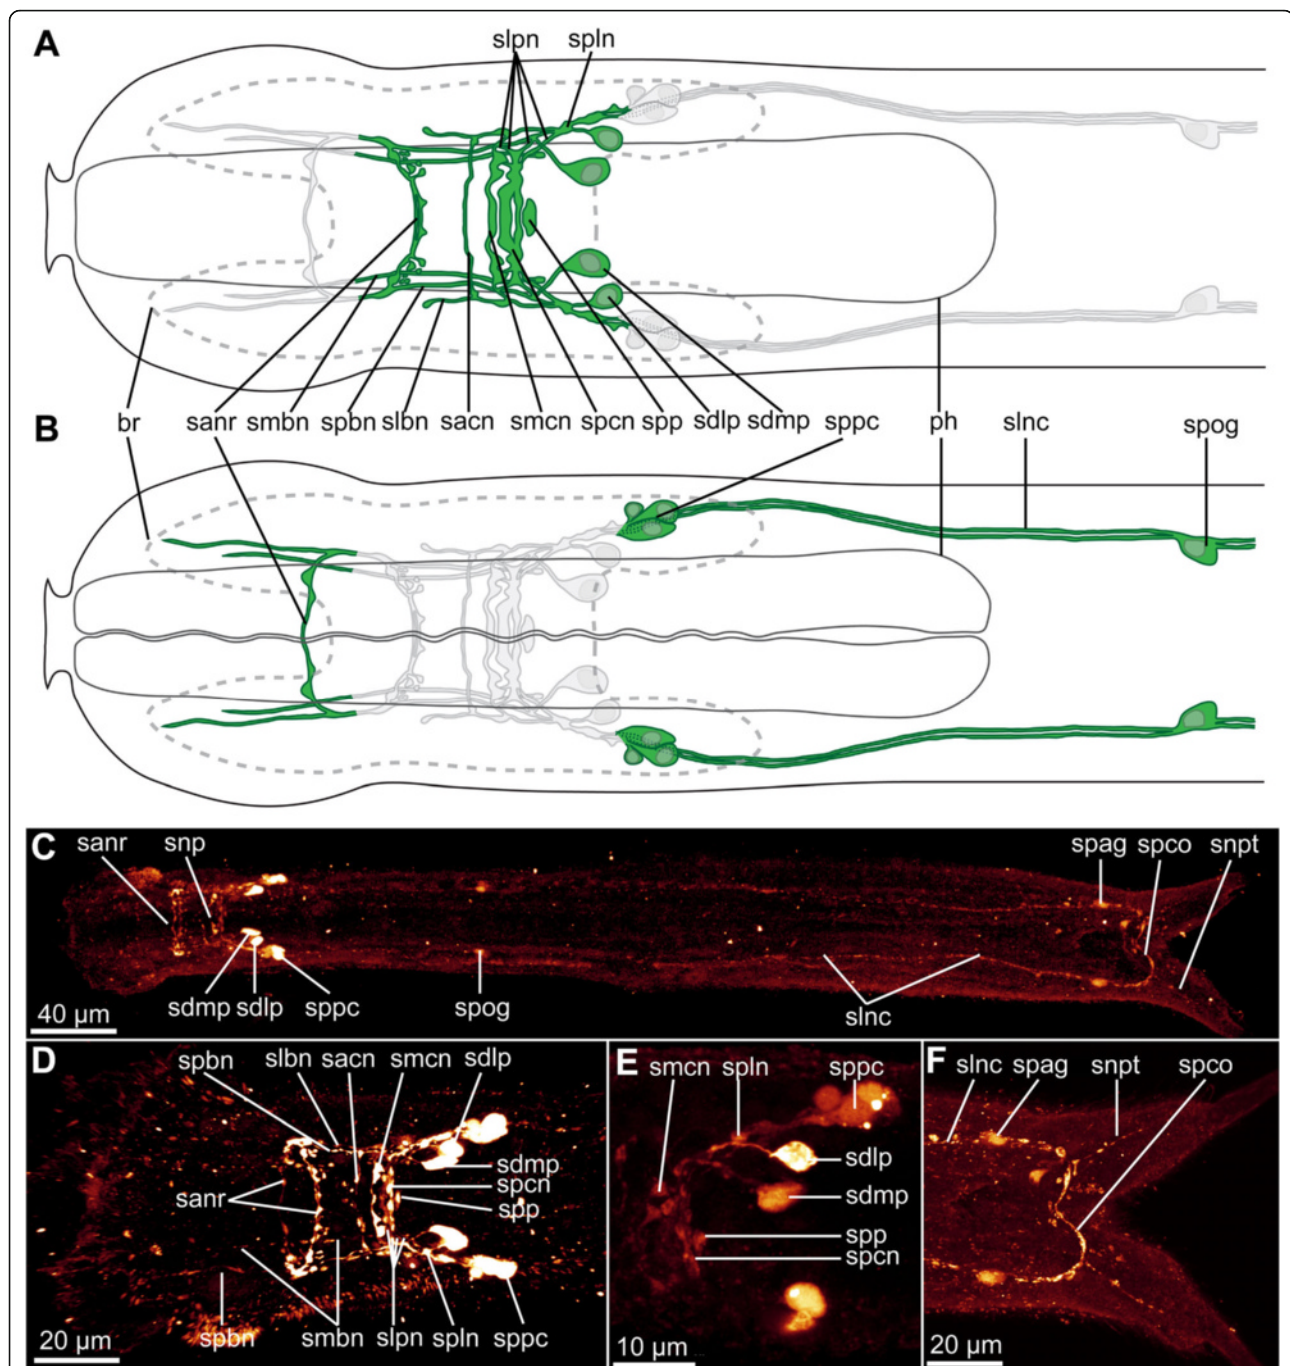 A
slpn spln
br sanr smbn spbn slbn sacn smcn spcn spp sdlp sdmp sppc ph slnc spog
B
C
sanr snp spag spco snpt
sdmp sdlp sppc spog slnc
40 µm
D
spbn slbn sacn smcn sdlp
sdmp
spcn
spp
sanr
spbn smbn slpn spln sppc
20 µm
E
smcn spln sppc
sdlp
sdmp
spp
spcn
10 µm
F
slnc spag snpt spco
20 µm